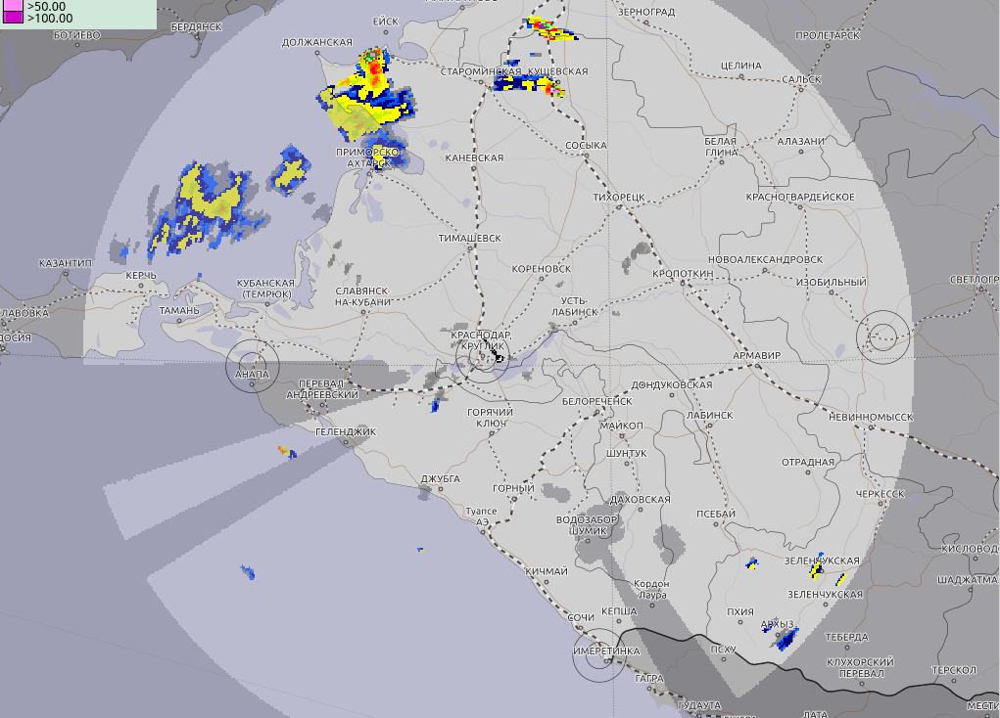 >50.00
>100.00
БОТИЕВО
БЕРДЯНСК
ЕЙСК
ДОЛЖАНСКАЯ
ЗЕРНОГРАД
ПРОЛЕТАРСК
ЦЕЛИНА
САЛЬСК
СТАРОМИНСКАЯ
КУЩЕВСКАЯ
СОСЫКА
БЕЛАЯ
ГЛИНА
АЛАЗАНИ
ПРИМОРСКО-
АХТАРСК
КАНЕВСКАЯ
ТИХОРЕЦК
КРАСНОГВАРДЕЙСКОЕ
ТИМАШЕВСК
КАЗАНТИП
КЕРЧЬ
КОРЕНОВСК
НОВОАЛЕКСАНДРОВСК
КРОПОТКИН
ИЗОБИЛЬНЫЙ
СВЕТЛОГР
КУБАНСКАЯ
(ТЕМРЮК)
СЛАВЯНСК-
НА-КУБАНИ
УСТЬ-
ЛАБИНСК
ЛАВОВКА
ТАМАНЬ
ДОСИЯ
КРАСНОДАР,
КРУГЛИК
АРМАВИР
АНАПА
ПЕРЕВАЛ
АНДРЕЕВСКИЙ
ДОНДУКОВСКАЯ
БЕЛОРЕЧЕНСК
ГОРЯЧИЙ
КЛЮЧ
ЛАБИНСК
НЕВИННОМЫССК
ГЕЛЕНДЖИК
МАЙКОП
ШУНТУК
ОТРАДНАЯ
ДЖУБГА
ГОРНЫЙ
ДАХОВСКАЯ
ЧЕРКЕССК
Туапсе
АЭ
ВОДОЗАБОР
ШУМИК
ПСЕБАЙ
КИСЛОВОД
ЗЕЛЕНЧУКСКАЯ
КИЧМАЙ
Кордон
Лаура
ШАДЖАТМА
ЗЕЛЕНЧУКСКАЯ
СОЧИ
КЕПША
ПХИЯ
АРХЫЗ
ТЕБЕРДА
ИМЕРЕТИНКА
ПСХУ
КЛУХОРСКИЙ
ПЕРЕВАЛ
ТЕРСКОЛ
ГАГРА
ГУДАУТА
ЛАТА
МЕСТИ